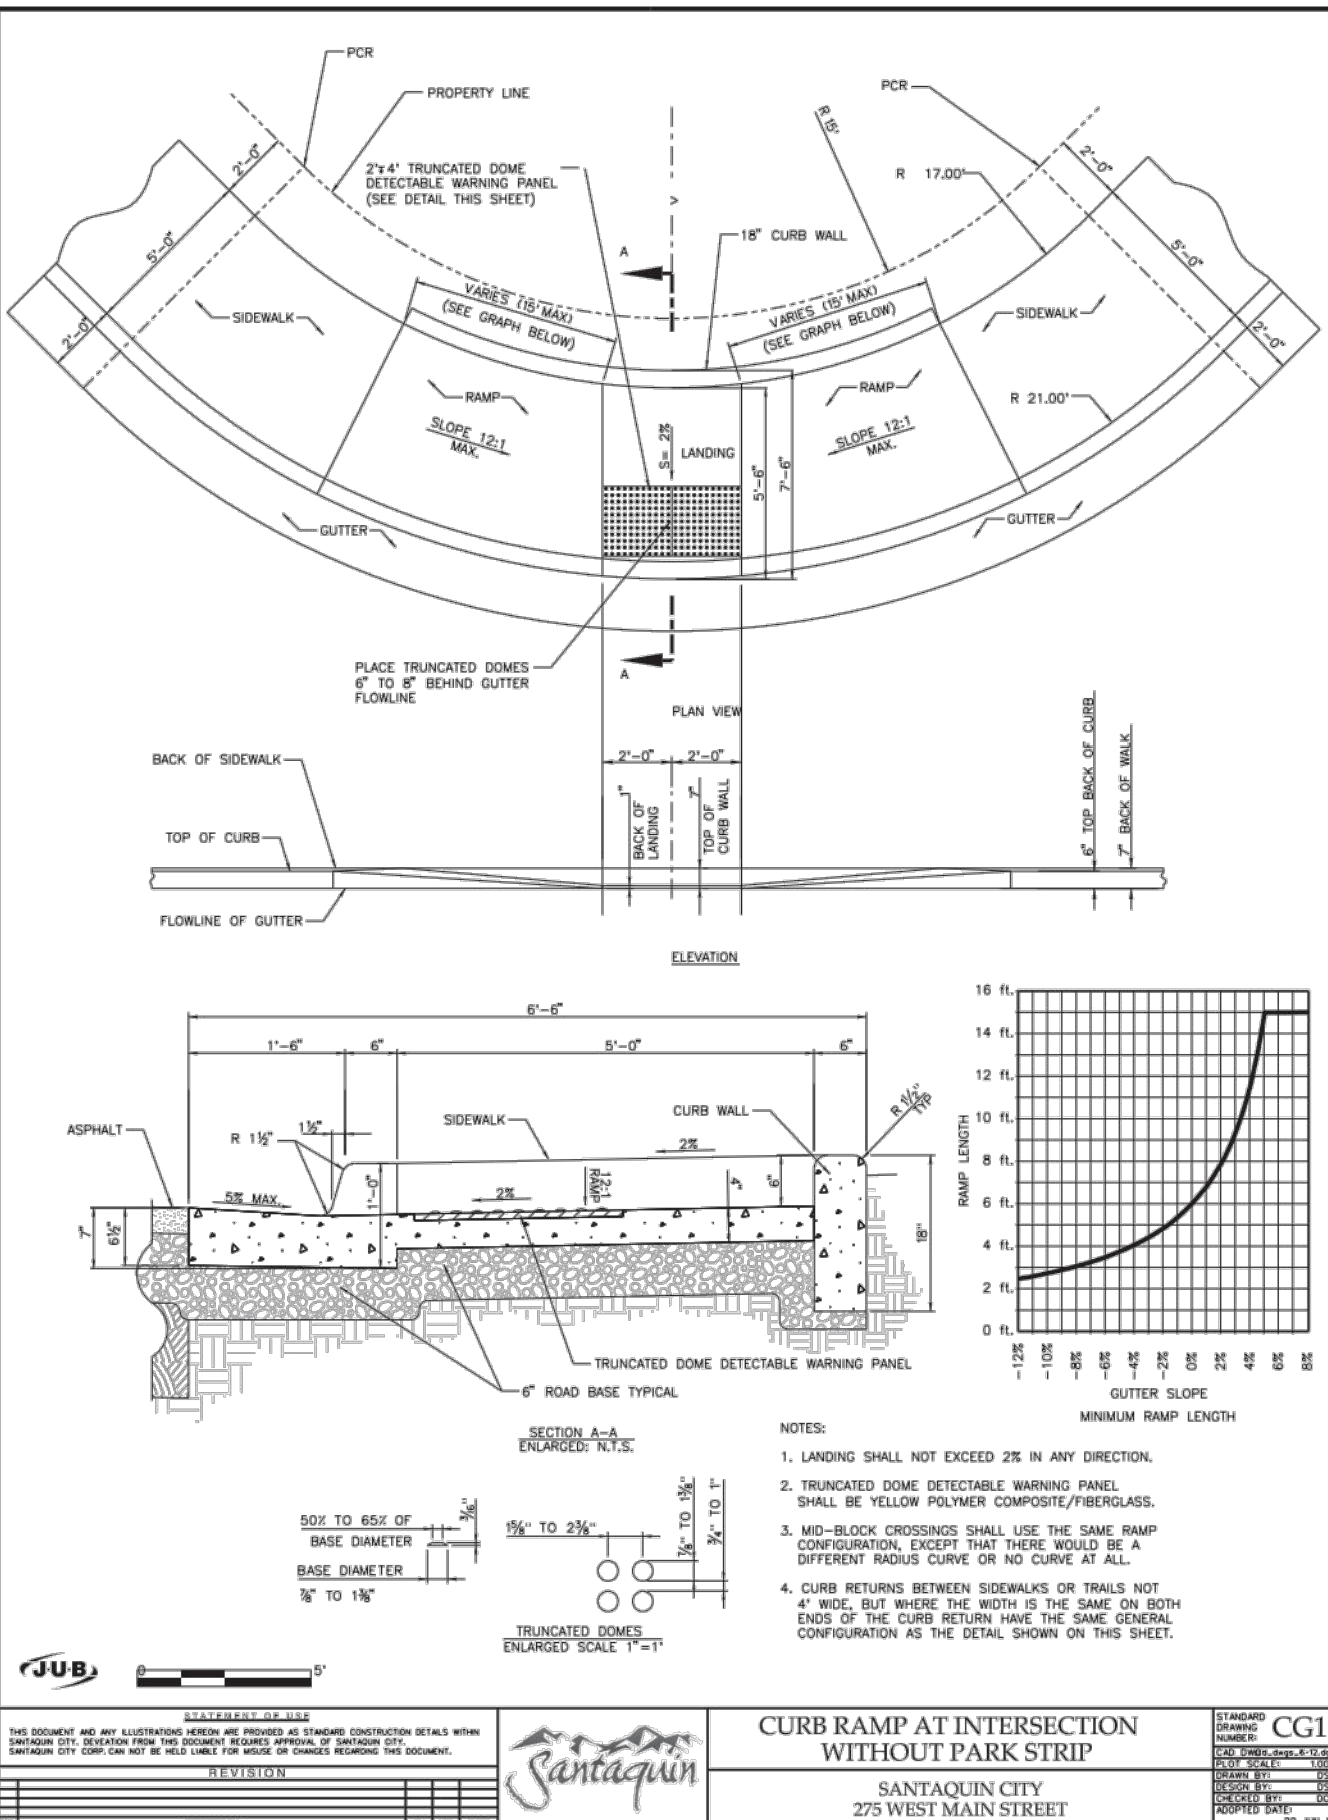 PCR
PROPERTY LINE
PCR
2'-0"
5'-0"
2'-0"
2'x4' TRUNCATED DOME
DETECTABLE WARNING PANEL
(SEE DETAIL THIS SHEET)
R 15'
R 17.00'
2'-0"
5'-0"
2'-0"
18" CURB WALL
A
VARIES (15' MAX)
(SEE GRAPH BELOW)
VARIES (15' MAX)
(SEE GRAPH BELOW)
SIDEWALK
SIDEWALK
RAMP
SLOPE 12:1
MAX.
RAMP
SLOPE 12:1
MAX.
R 21.00'
S= 2%
LANDING
5'-6"
7'-6"
GUTTER
GUTTER
PLACE TRUNCATED DOMES
6" TO 8" BEHIND GUTTER
FLOWLINE
A
PLAN VIEW
BACK OF SIDEWALK
TOP OF CURB
FLOWLINE OF GUTTER
2'-0"
2'-0"
1"
BACK OF
LANDING
7"
TOP OF
CURB WALL
6" TOP BACK OF CURB
7" BACK OF WALK
ELEVATION
6'-6"
1'-6"
6"
5'-0"
6"
ASPHALT
R 1½"
1½"
SIDEWALK
CURB WALL
R 1½"
TYP
2%
5% MAX.
1'-0"
2%
12:1
RAMP
4"
6"
18"
7"
6½"
TRUNCATED DOME DETECTABLE WARNING PANEL
6" ROAD BASE TYPICAL
SECTION A-A
ENLARGED: N.T.S.
16 ft.
14 ft.
12 ft.
10 ft.
8 ft.
6 ft.
4 ft.
2 ft.
0 ft.
RAMP LENGTH
-12%
-10%
-8%
-6%
-4%
-2%
0%
2%
4%
6%
8%
GUTTER SLOPE
MINIMUM RAMP LENGTH
NOTES:
1. LANDING SHALL NOT EXCEED 2% IN ANY DIRECTION.
2. TRUNCATED DOME DETECTABLE WARNING PANEL
SHALL BE YELLOW POLYMER COMPOSITE/FIBERGLASS.
3. MID-BLOCK CROSSINGS SHALL USE THE SAME RAMP
CONFIGURATION, EXCEPT THAT THERE WOULD BE A
DIFFERENT RADIUS CURVE OR NO CURVE AT ALL.
4. CURB RETURNS BETWEEN SIDEWALKS OR TRAILS NOT
4' WIDE, BUT WHERE THE WIDTH IS THE SAME ON BOTH
ENDS OF THE CURB RETURN HAVE THE SAME GENERAL
CONFIGURATION AS THE DETAIL SHOWN ON THIS SHEET.
50% TO 65% OF
BASE DIAMETER
3/16"
BASE DIAMETER
⅞" TO 1⅜"
1⅝" TO 2⅜"
⅞" TO 1⅜"
¾" TO 1"
TRUNCATED DOMES
ENLARGED SCALE 1"=1'
J-U-B
0
5'
STATEMENT OF USE
THIS DOCUMENT AND ANY ILLUSTRATIONS HEREON ARE PROVIDED AS STANDARD CONSTRUCTION DETAILS WITHIN
SANTAQUIN CITY. DEVEATION FROM THIS DOCUMENT REQUIRES APPROVAL OF SANTAQUIN CITY.
SANTAQUIN CITY CORP. CAN NOT BE HELD LIABLE FOR MISUSE OR CHANGES REGARDING THIS DOCUMENT.
REVISION
Santaquin
CURB RAMP AT INTERSECTION
WITHOUT PARK STRIP
SANTAQUIN CITY
275 WEST MAIN STREET
STANDARD
DRAWING
NUMBER:
CG1
PLOT SCALE:
DRAWN BY:
DESIGN BY:
CHECKED BY:
ADOPTED DATE: